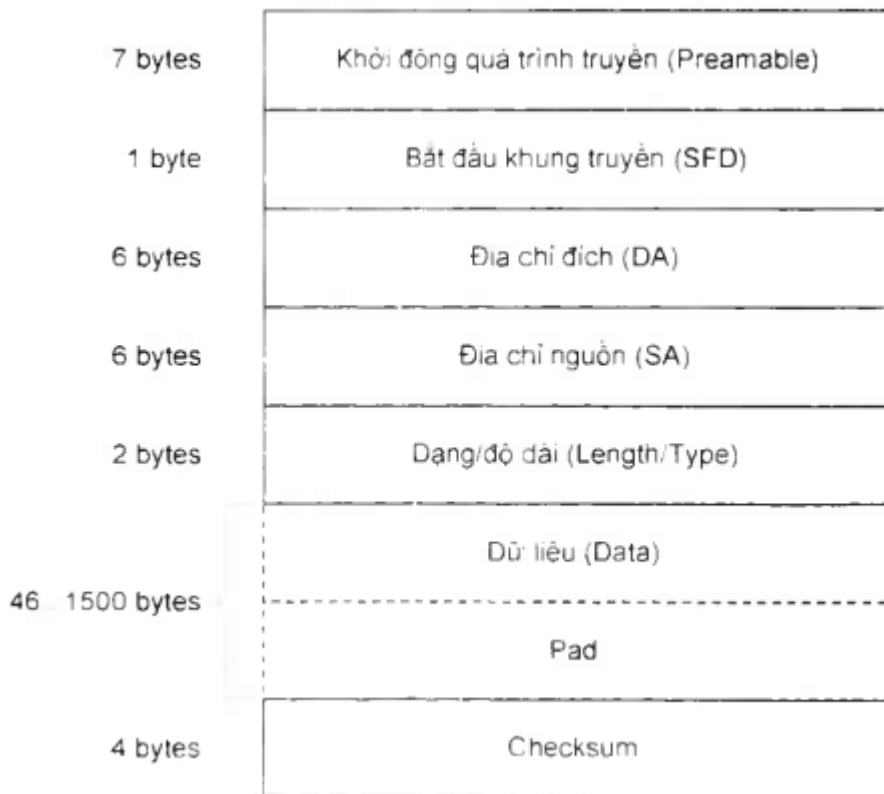 7 bytes Khởi động quá trình truyền (Preamable)
1 byte Bắt đầu khung truyền (SFD)
6 bytes Địa chỉ đích (DA)
6 bytes Địa chỉ nguồn (SA)
2 bytes Dạng/độ dài (Length/Type)
Dữ liệu (Data)
46 1500 bytes
Pad
4 bytes Checksum